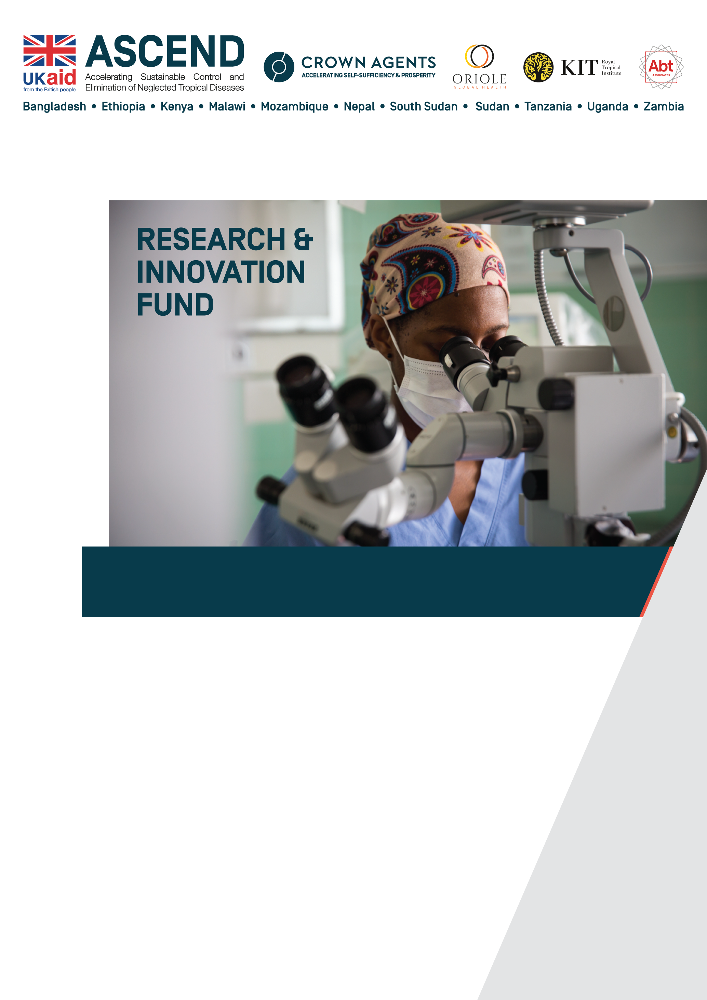 ASCEND
UKaid
from the British people
Accelerating Sustainable Control and
Elimination of Neglected Tropical Diseases
CROWN AGENTS
ACCELERATING SELF-SUFFICIENCY & PROSPERITY
ORIOLE
GLOBAL HEALTH
KIT
Royal
Tropical
Institute
Abt
ASSOCIATES
Bangladesh • Ethiopia • Kenya • Malawi • Mozambique • Nepal • South Sudan • Sudan • Tanzania • Uganda • Zambia
RESEARCH &
INNOVATION
FUND